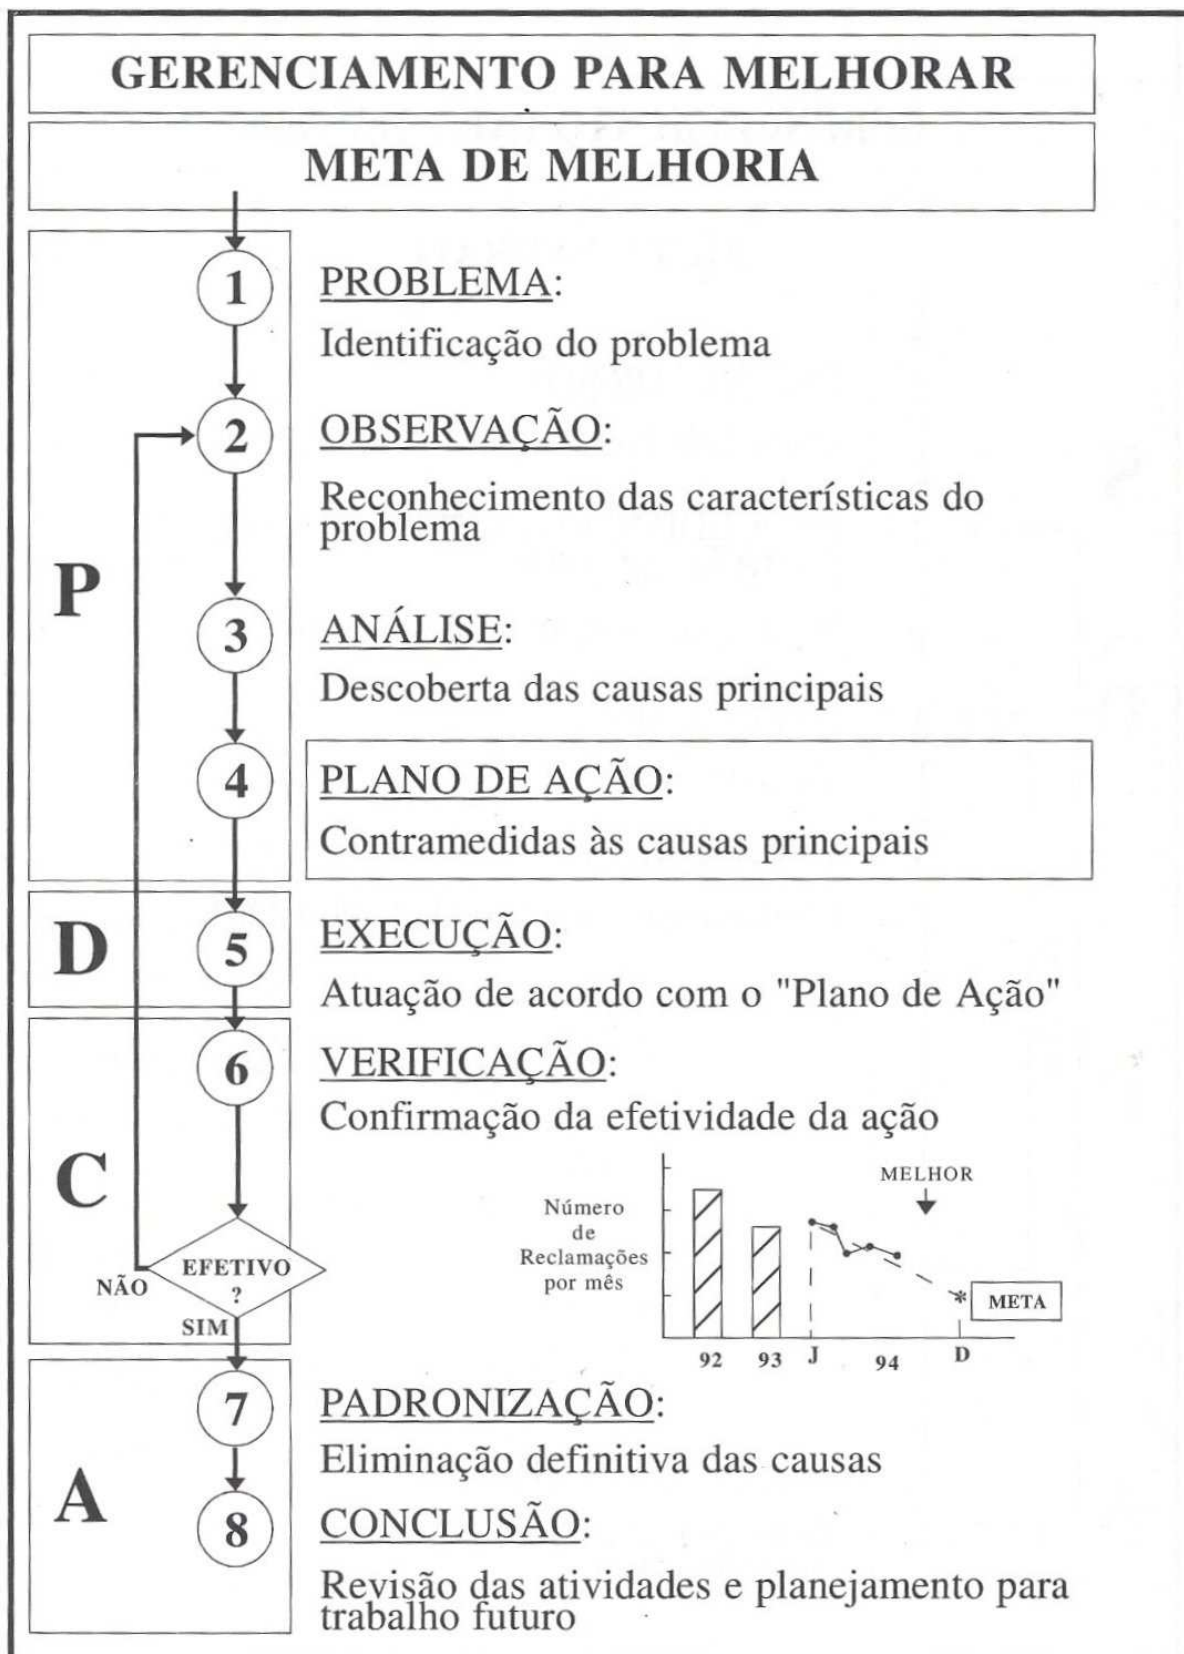 GERENCIAMENTO PARA MELHORAR
META DE MELHORIA
P
1
PROBLEMA:
Identificação do problema
2
OBSERVAÇÃO:
Reconhecimento das características do
problema
3
ANÁLISE:
Descoberta das causas principais
4
PLANO DE AÇÃO:
Contramedidas às causas principais
D
5
EXECUÇÃO:
Atuação de acordo com o "Plano de Ação"
C
6
VERIFICAÇÃO:
Confirmação da efetividade da ação
EFETIVO
?
NÃO
SIM
Número
de
Reclamações
por mês
MELHOR
* META
92 93 J 94 D
A
7
PADRONIZAÇÃO:
Eliminação definitiva das causas
8
CONCLUSÃO:
Revisão das atividades e planejamento para
trabalho futuro